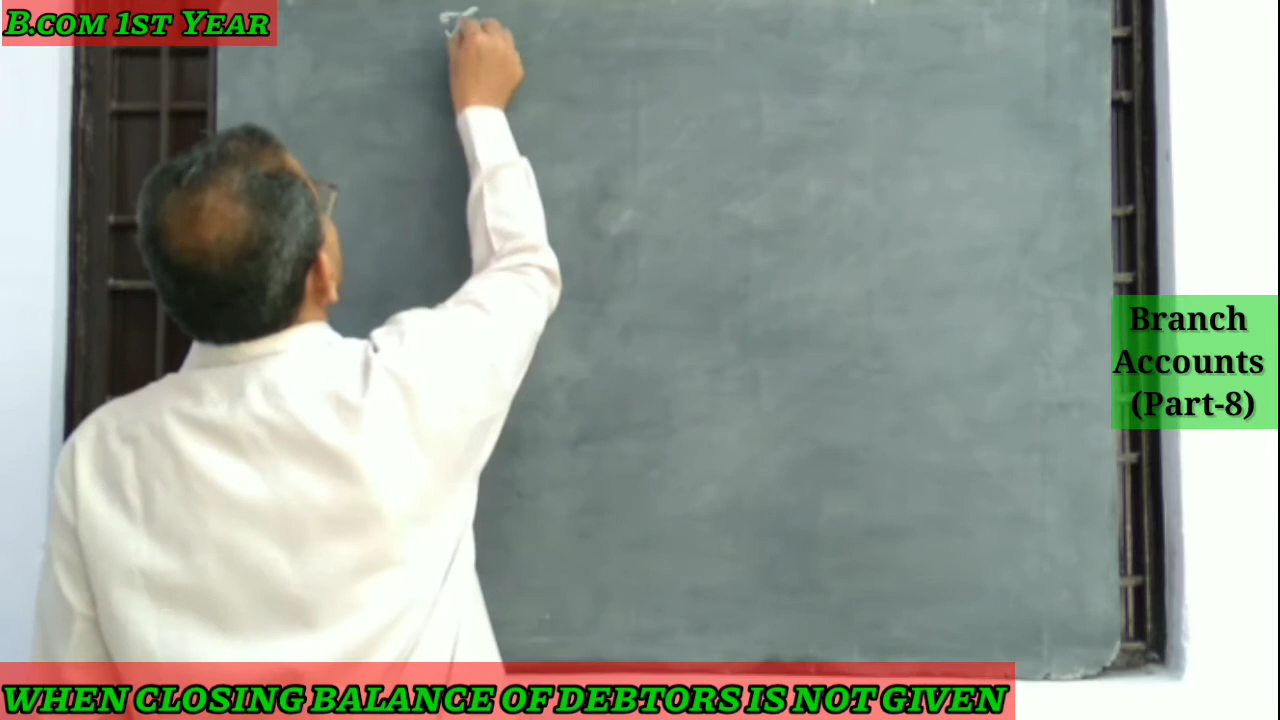 B.com 1st Year
Branch
Accounts
(Part-8)
WHEN CLOSING BALANCE OF DEBTORS IS NOT GIVEN